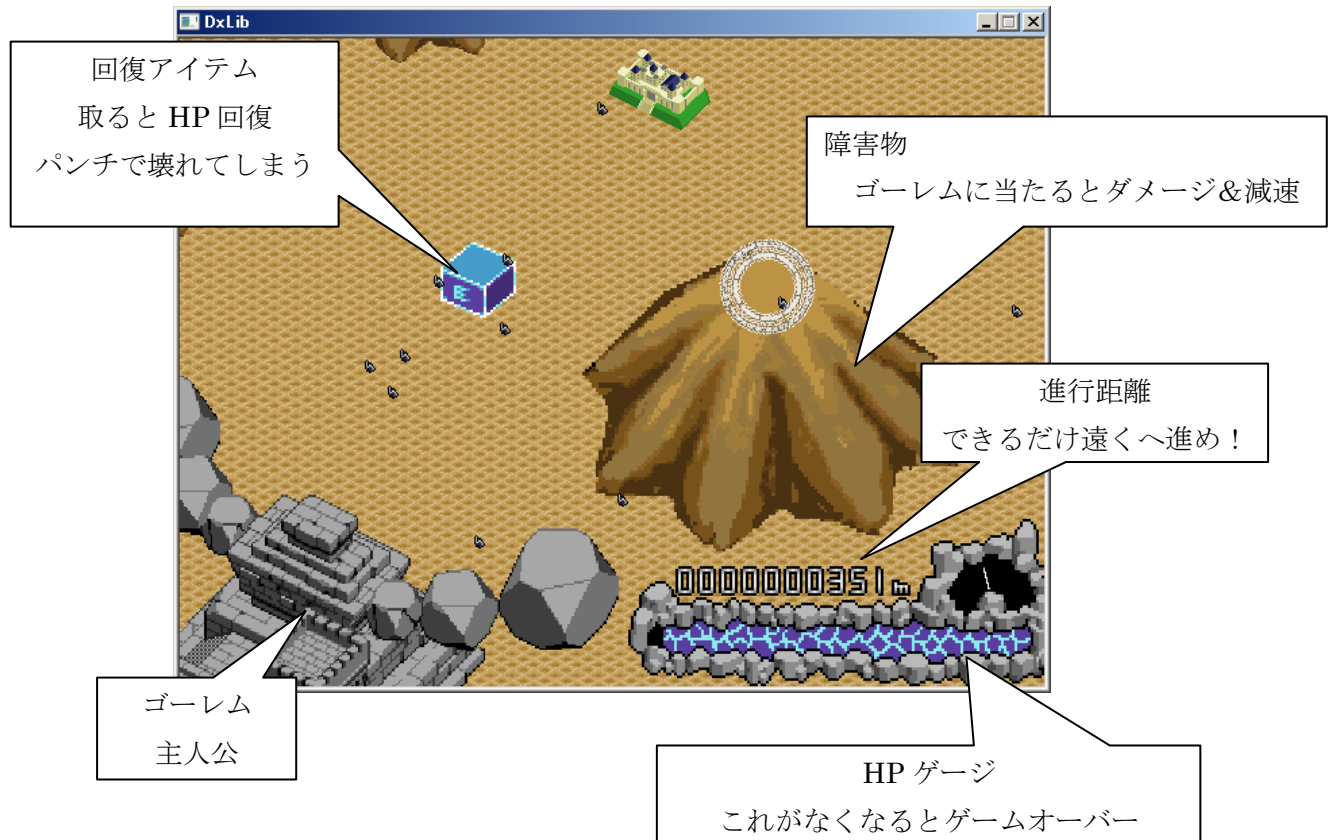 DxLib
回復アイテム
取ると HP 回復
パンチで壊れてしまう
障害物
ゴーレムに当たるとダメージ＆減速
進行距離
できるだけ遠くへ進め！
0000000351m
ゴーレム
主人公
HP ゲージ
これがなくなるとゲームオーバー